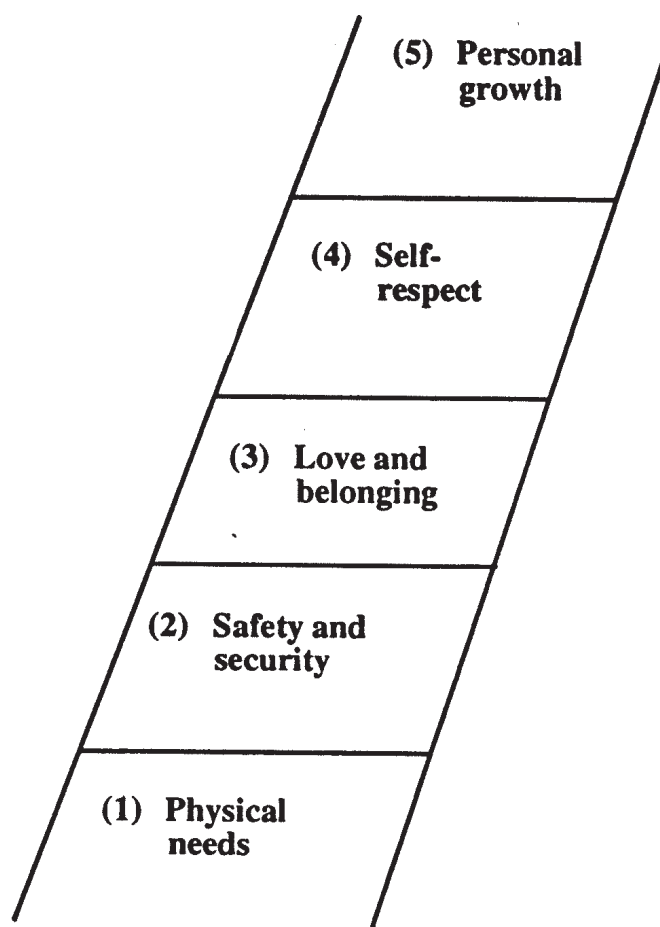 (5) Personal
growth
(4) Self-
respect
(3) Love and
belonging
(2) Safety and
security
(1) Physical
needs